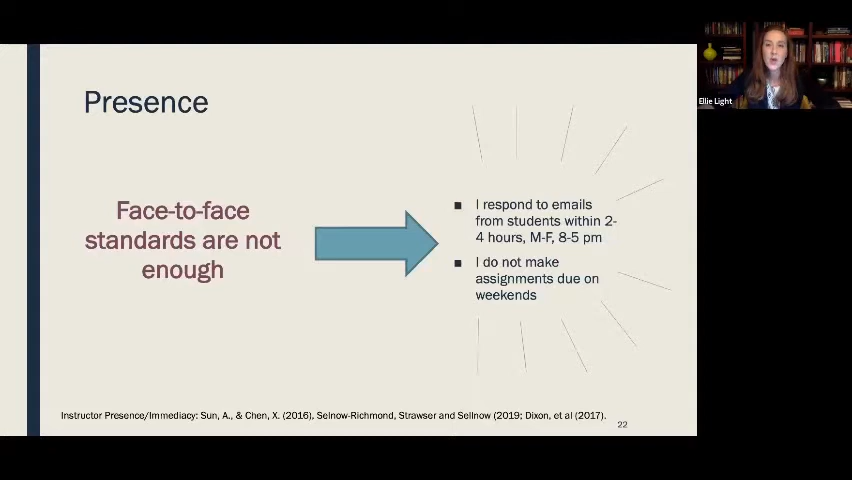 Presence
Ellie Light
Face-to-face
standards are not
enough
■ I respond to emails
from students within 2-
4 hours, M-F, 8-5 pm
■ I do not make
assignments due on
weekends
Instructor Presence/Immediacy: Sun, A., & Chen, X. (2016), Selnow-Richmond, Strawser and Sellnow (2019; Dixon, et al (2017).
22